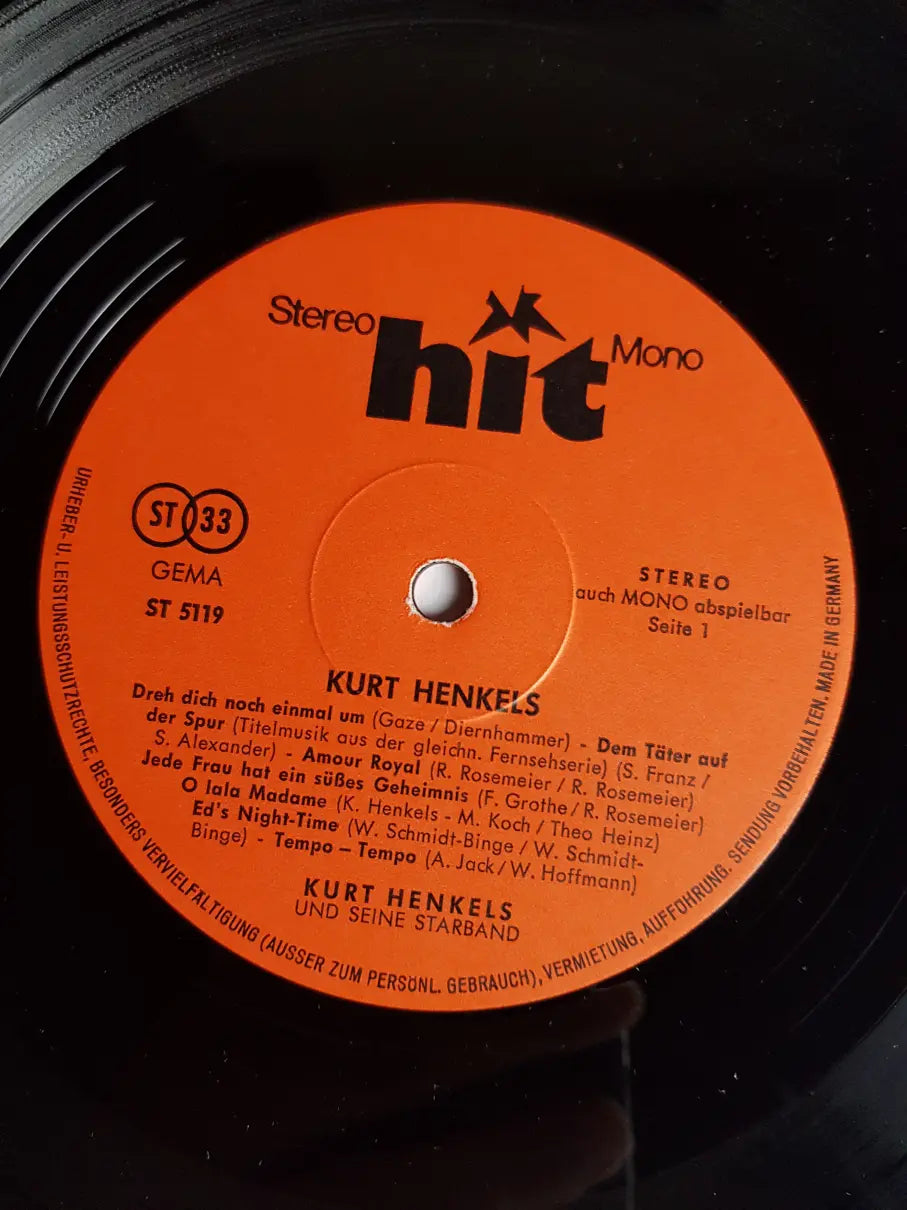 Stereo
hit
Mono
ST 33
GEMA
ST 5119
STEREO
auch MONO abspielbar
Seite 1
KURT HENKELS
Dreh dich noch einmal um (Gaze / Diernhammer) - Dem Täter auf
der Spur (Titelmusik aus der gleichn. Fernsehserie) (S. Franz /
S. Alexander) - Amour Royal (R. Rosemeier / R. Rosemeier)
Jede Frau hat ein süßes Geheimnis (F. Grothe / R. Rosemeier)
O lala Madame (K. Henkels - M. Koch / Theo Heinz)
Ed's Night-Time (W. Schmidt-Binge / W. Schmidt-
Binge) - Tempo – Tempo (A. Jack / W. Hoffmann)
KURT HENKELS
UND SEINE STARBAND
URHEBER- U. LEISTUNGSSCHUTZRECHTE, BESONDERS VERVIELFÄLTIGUNG (AUSSER ZUM PERSÖNL. GEBRAUCH), VERMIETUNG, AUFFÜHRUNG. SENDUNG VORBEHALTEN. MADE IN GERMANY